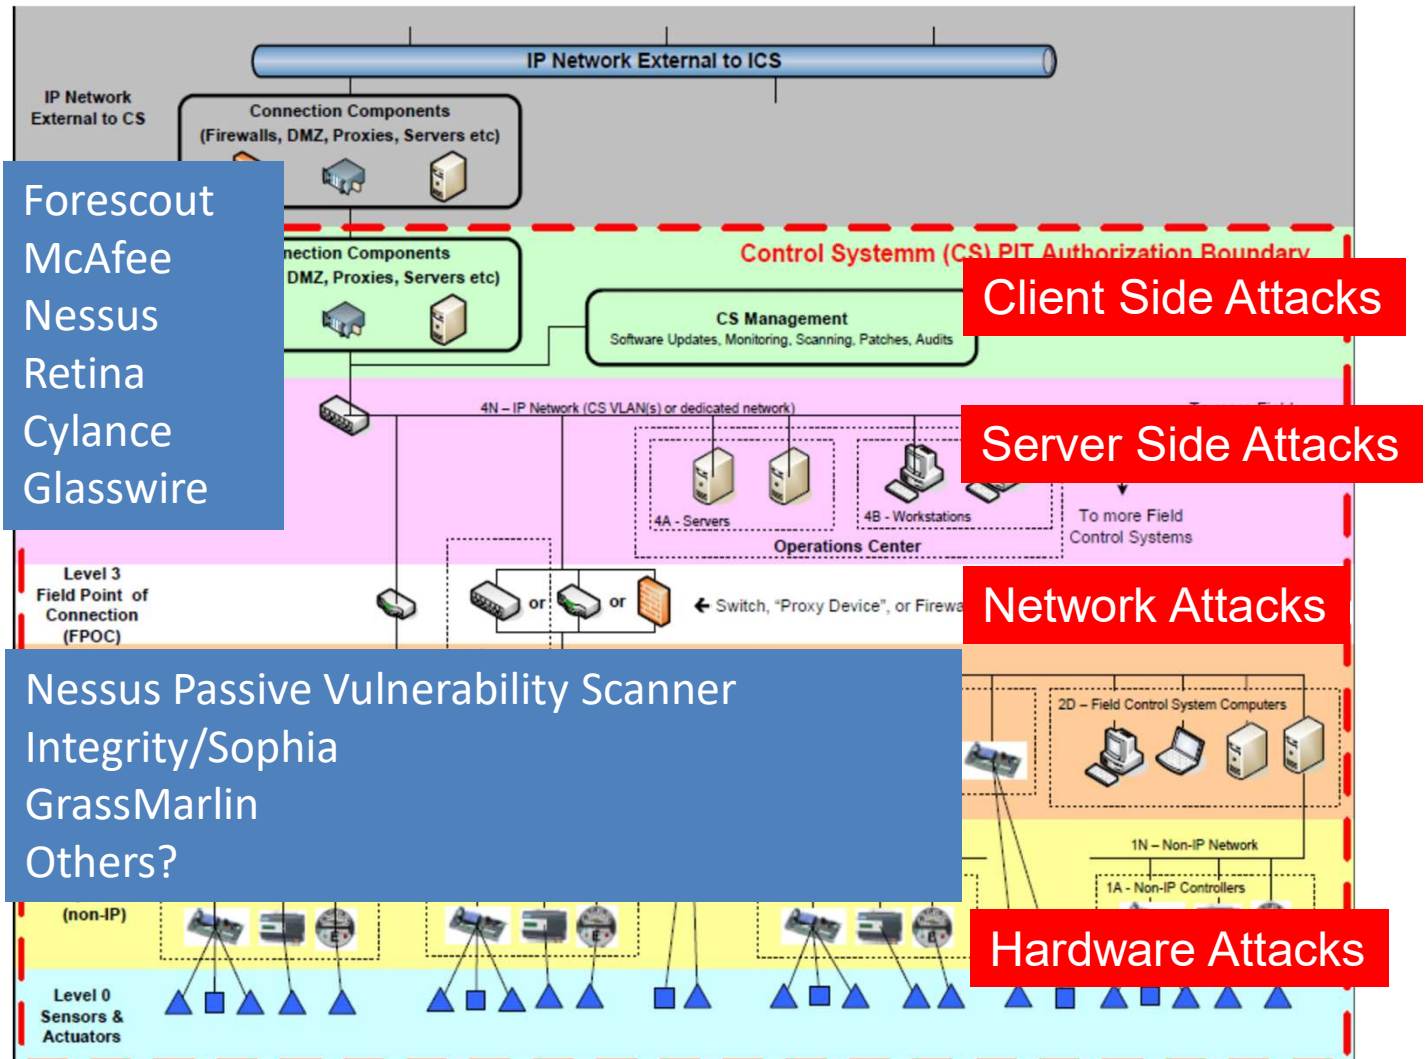 IP Network External to ICS
IP Network
External to CS
Connection Components
(Firewalls, DMZ, Proxies, Servers etc)
Forescout
McAfee
Nessus
Retina
Cylance
Glasswire
Connection Components
DMZ, Proxies, Servers etc)
Control Systemm (CS) PIT Authorization Boundary
Client Side Attacks
CS Management
Software Updates, Monitoring, Scanning, Patches, Audits
4N – IP Network (CS VLAN(s) or dedicated network)
Server Side Attacks
4A - Servers
4B - Workstations
Operations Center
To more Field
Control Systems
Level 3
Field Point of
Connection
(FPOC)
or
or
Switch, “Proxy Device”, or
Network Attacks
Nessus Passive Vulnerability Scanner
Integrity/Sophia
GrassMarlin
Others?
2D – Field Control System Computers
1N – Non-IP Network
1A - Non-IP Controllers
(non-IP)
Hardware Attacks
Level 0
Sensors &
Actuators